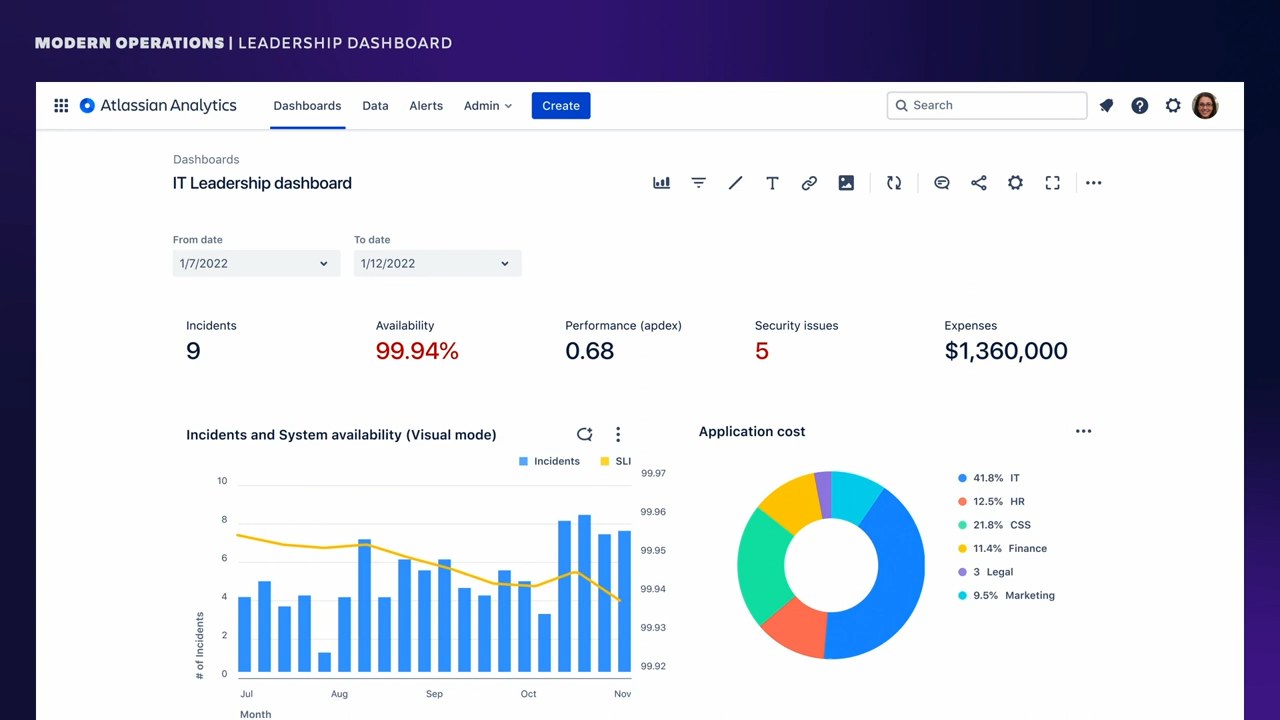 MODERN OPERATIONS | LEADERSHIP DASHBOARD
Atlassian Analytics Dashboards Data Alerts Admin Create Search
Dashboards
IT Leadership dashboard
From date To date
1/7/2022 1/12/2022
Incidents Availability Performance (apdex) Security issues Expenses
9 99.94% 0.68 5 $1,360,000
Incidents and System availability (Visual mode)
Incidents SLI
10
8
6
4
2
0
# of Incidents
99.97
99.96
99.95
99.94
99.93
99.92
Jul Aug Sep Oct Nov
Month
Application cost
41.8% IT
12.5% HR
21.8% CSS
11.4% Finance
3 Legal
9.5% Marketing